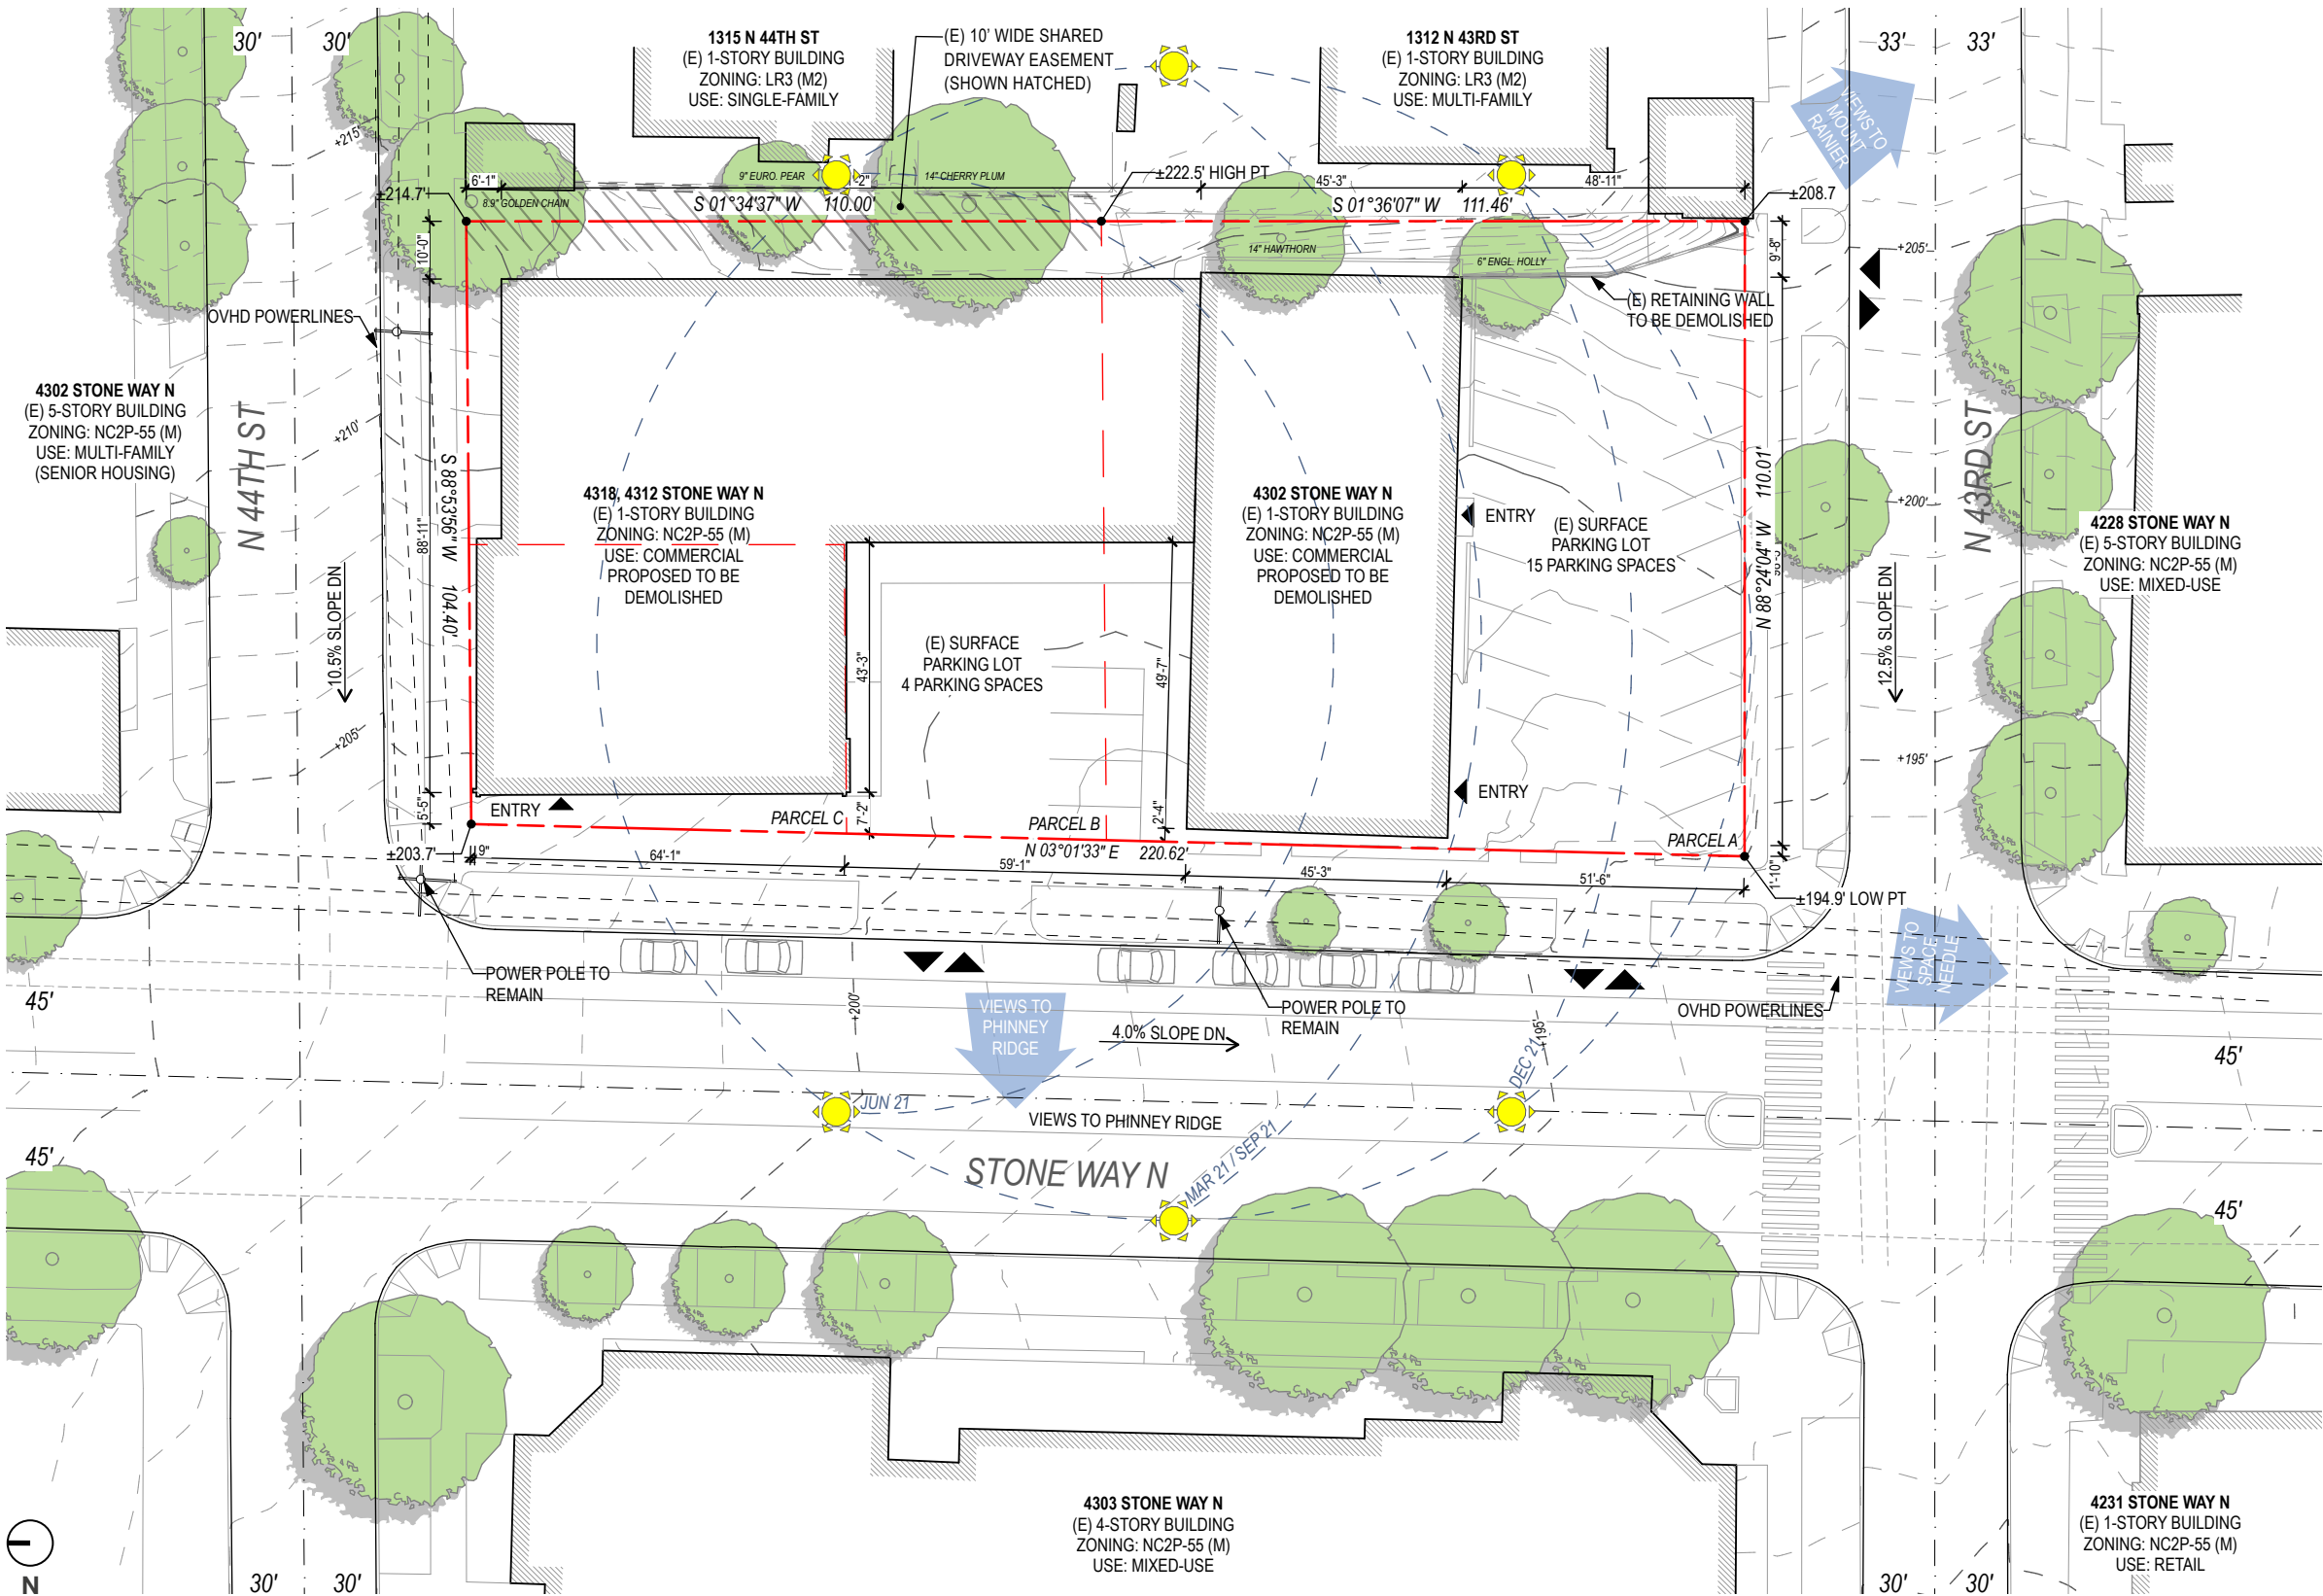 30'
30'
1315 N 44TH ST
(E) 1-STORY BUILDING
ZONING: LR3 (M2)
USE: SINGLE-FAMILY
(E) 10' WIDE SHARED
DRIVEWAY EASEMENT
(SHOWN HATCHED)
1312 N 43RD ST
(E) 1-STORY BUILDING
ZONING: LR3 (M2)
USE: MULTI-FAMILY
33'
33'
VIEWS TO
MOUNT
RAINIER
+215'
6'-1"
9" EURO. PEAR
14" CHERRY PLUM
±222.5' HIGH PT
45'-3"
48'-11"
±214.7'
8.9" GOLDEN CHAIN
S 01°34'37" W 110.00'
S 01°36'07" W 111.46'
±208.7
10'-0"
14" HAWTHORN
6" ENGL. HOLLY
9'-8"
+205'
OVHD POWERLINES
(E) RETAINING WALL
TO BE DEMOLISHED
4302 STONE WAY N
(E) 5-STORY BUILDING
ZONING: NC2P-55 (M)
USE: MULTI-FAMILY
(SENIOR HOUSING)
N 44TH ST
+210'
S 88°53'56" W 104.40'
88'-11"
4318, 4312 STONE WAY N
(E) 1-STORY BUILDING
ZONING: NC2P-55 (M)
USE: COMMERCIAL
PROPOSED TO BE
DEMOLISHED
4302 STONE WAY N
(E) 1-STORY BUILDING
ZONING: NC2P-55 (M)
USE: COMMERCIAL
PROPOSED TO BE
DEMOLISHED
ENTRY
(E) SURFACE
PARKING LOT
15 PARKING SPACES
N 88°24'04" W 110.01'
N 43RD ST
+200'
4228 STONE WAY N
(E) 5-STORY BUILDING
ZONING: NC2P-55 (M)
USE: MIXED-USE
10.5% SLOPE DN
12.5% SLOPE DN
(E) SURFACE
PARKING LOT
4 PARKING SPACES
43'-3"
49'-7"
+205'
+195'
ENTRY
ENTRY
5'-5"
7'-2"
2'-4"
PARCEL C
PARCEL B
PARCEL A
±203.7'
9"
64'-1"
N 03°01'33" E 220.62'
59'-1"
45'-3"
51'-6"
1'-10"
±194.9' LOW PT
POWER POLE TO
REMAIN
45'
VIEWS TO
PHINNEY
RIDGE
+200'
4.0% SLOPE DN
POWER POLE TO
REMAIN
+195'
OVHD POWERLINES
VIEWS TO
SPACE
NEEDLE
45'
JUN 21
DEC 21
VIEWS TO PHINNEY RIDGE
MAR 21 / SEP 21
45'
STONE WAY N
45'
4303 STONE WAY N
(E) 4-STORY BUILDING
ZONING: NC2P-55 (M)
USE: MIXED-USE
4231 STONE WAY N
(E) 1-STORY BUILDING
ZONING: NC2P-55 (M)
USE: RETAIL
N
30'
30'
30'
30'